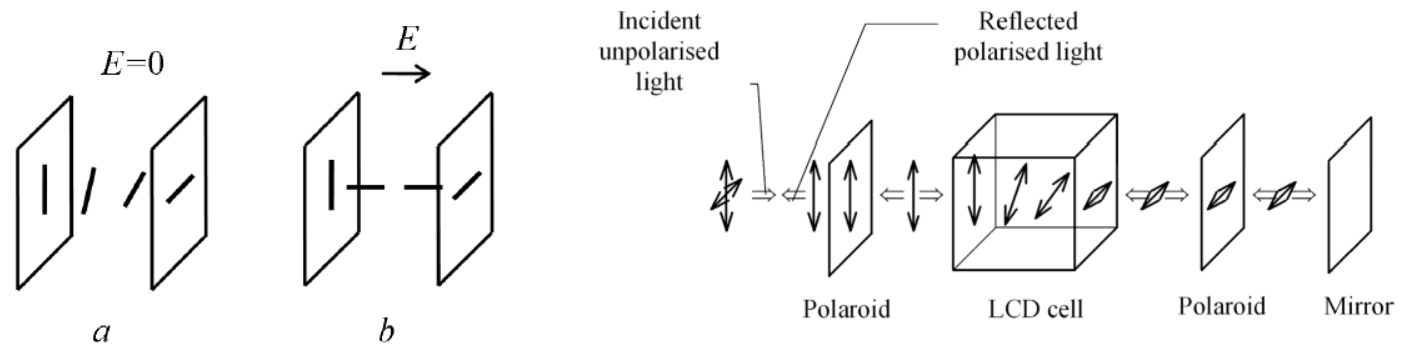 E=0
E
a
b
Incident
unpolarised
light
Reflected
polarised light
Polaroid
LCD cell
Polaroid
Mirror